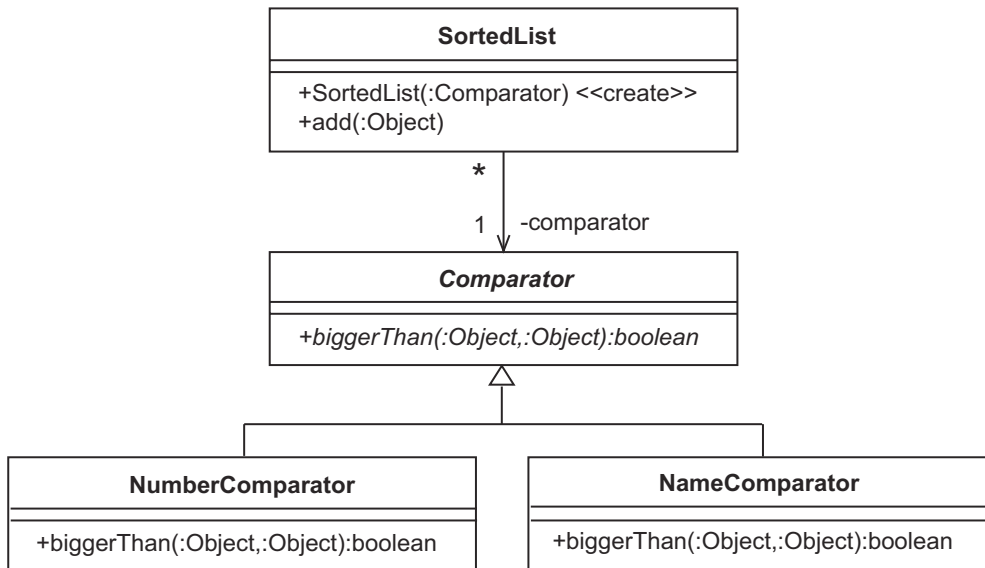 SortedList
+SortedList(:Comparator) <<create>>
+add(:Object)
*
1 -comparator
Comparator
+biggerThan(:Object,:Object):boolean
NumberComparator
+biggerThan(:Object,:Object):boolean
NameComparator
+biggerThan(:Object,:Object):boolean